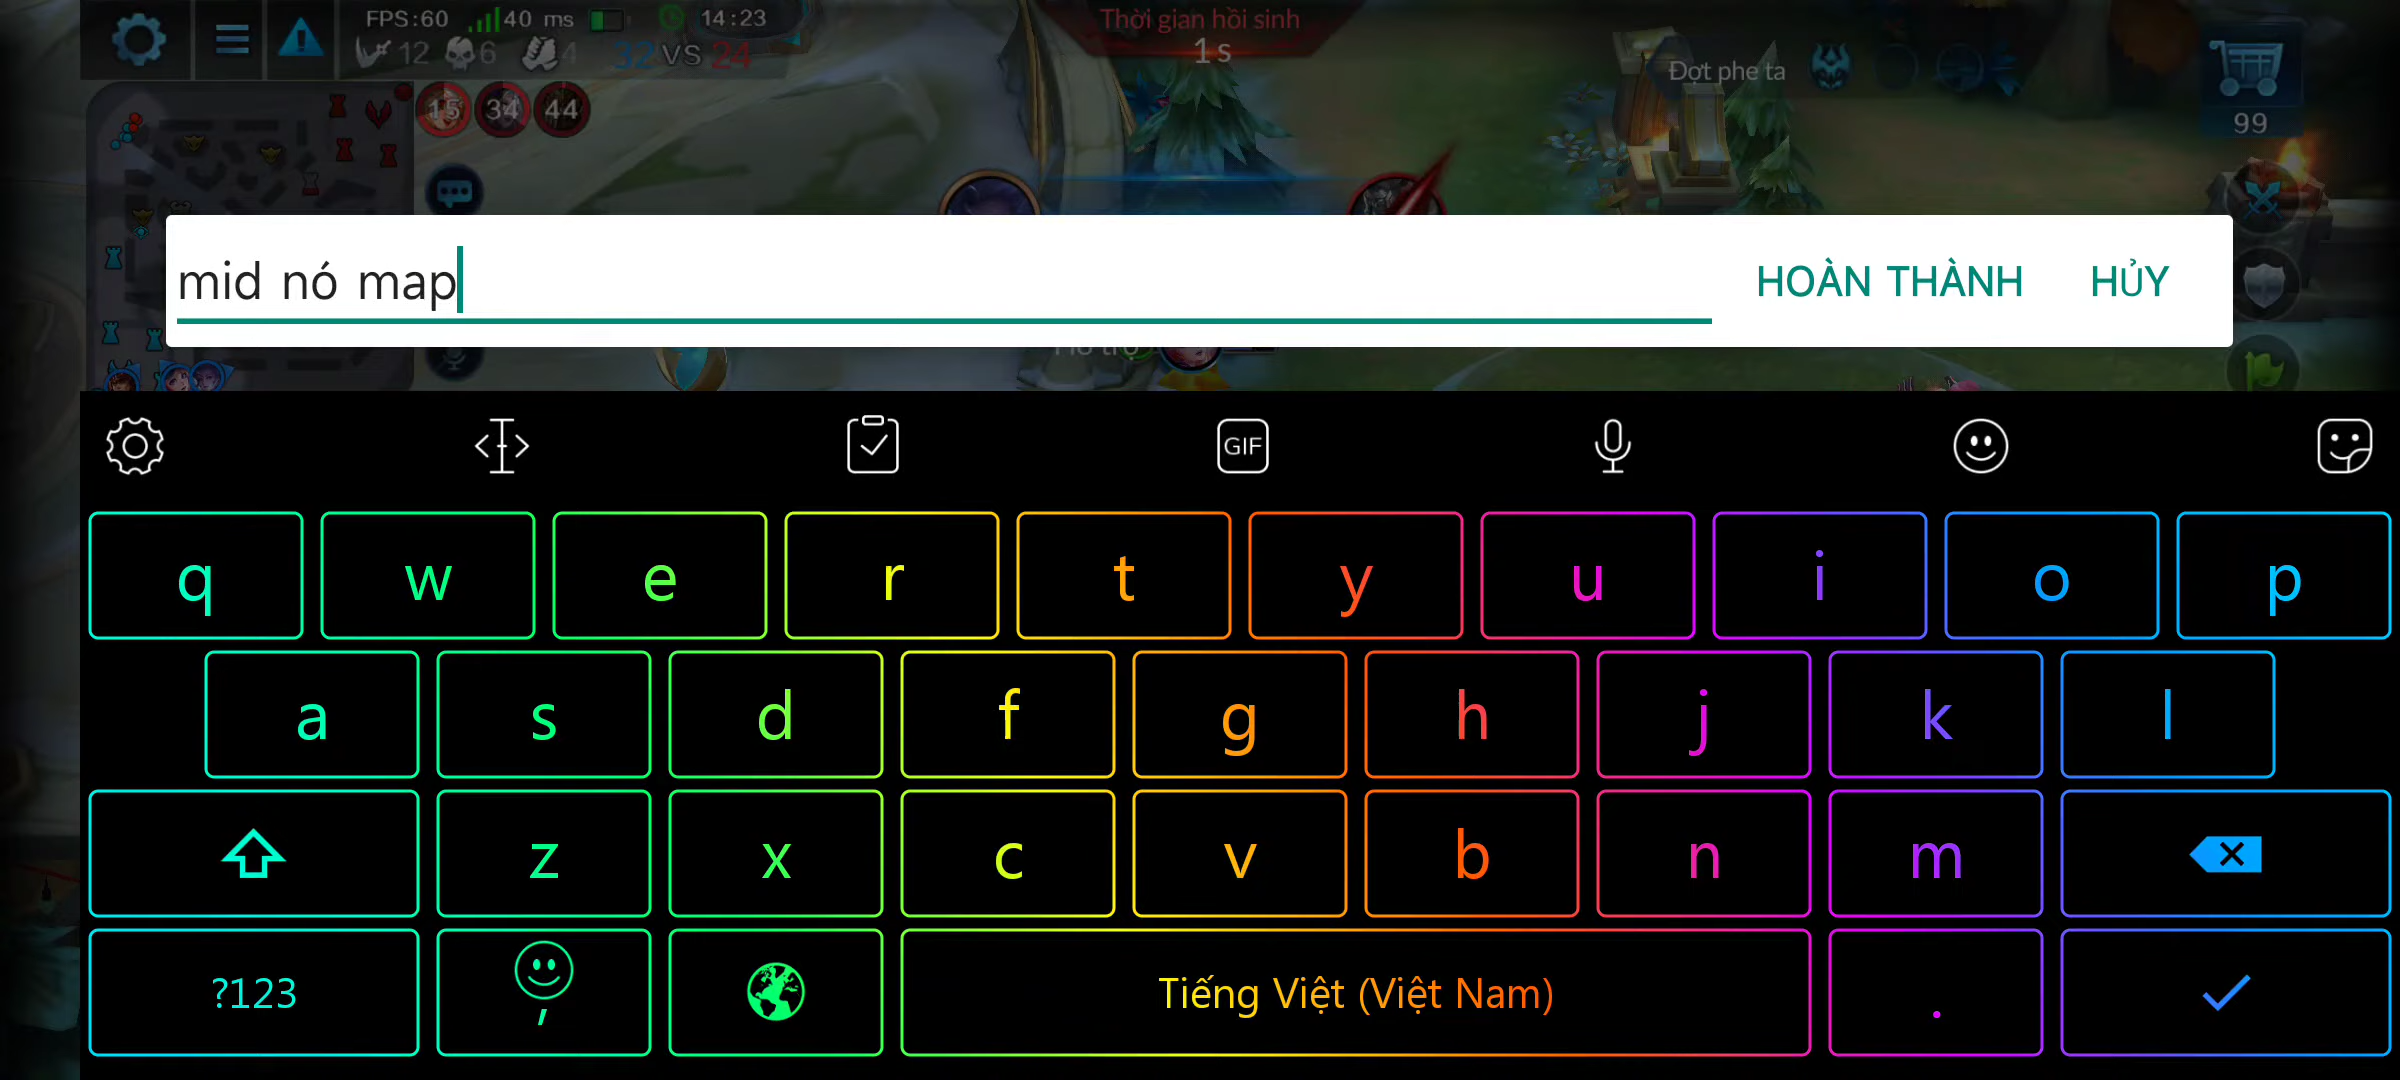 FPS:60 40 ms 14:23
12 6 4 32 VS 24
Thời gian hồi sinh
1 s
Đợt phe ta
99
15 34 44
mid nó map HOÀN THÀNH HỦY
GIF
q w e r t y u i o p
a s d f g h j k l
z x c v b n m
?123 , Tiếng Việt (Việt Nam) .